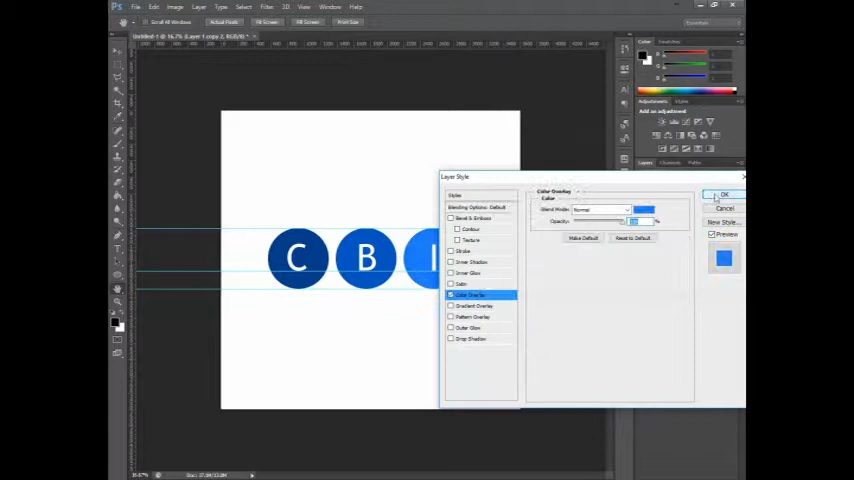 Ps File Edit Image Layer Type Select Filter 3D View Window Help
Scroll All Windows Actual Pixels Fit Screen Fill Screen Print Size Essentials
Untitled-1 @ 16.7% (Layer 1 copy 2, RGB/8) * ×
Color Swatches
Adjustments Styles
Add an adjustment
Layers Channels Paths
C B I
Layer Style
Styles
Blending Options: Default
Bevel & Emboss
Contour
Texture
Stroke
Inner Shadow
Inner Glow
Satin
Color Overlay
Gradient Overlay
Pattern Overlay
Outer Glow
Drop Shadow
Color Overlay
Color
Blend Mode: Normal
Opacity: %
Make Default Reset to Default
OK
Cancel
New Style...
Preview
16.67%